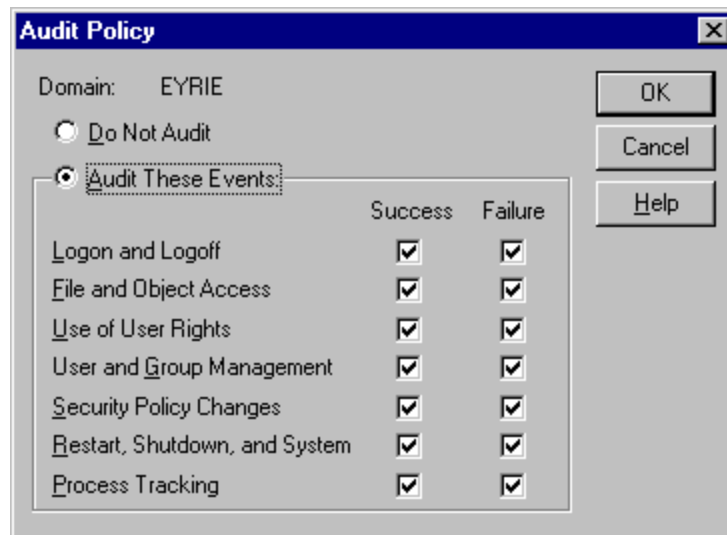 Audit Policy
Domain: EYRIE
Do Not Audit
Audit These Events:
Success Failure
Logon and Logoff
File and Object Access
Use of User Rights
User and Group Management
Security Policy Changes
Restart, Shutdown, and System
Process Tracking
OK
Cancel
Help